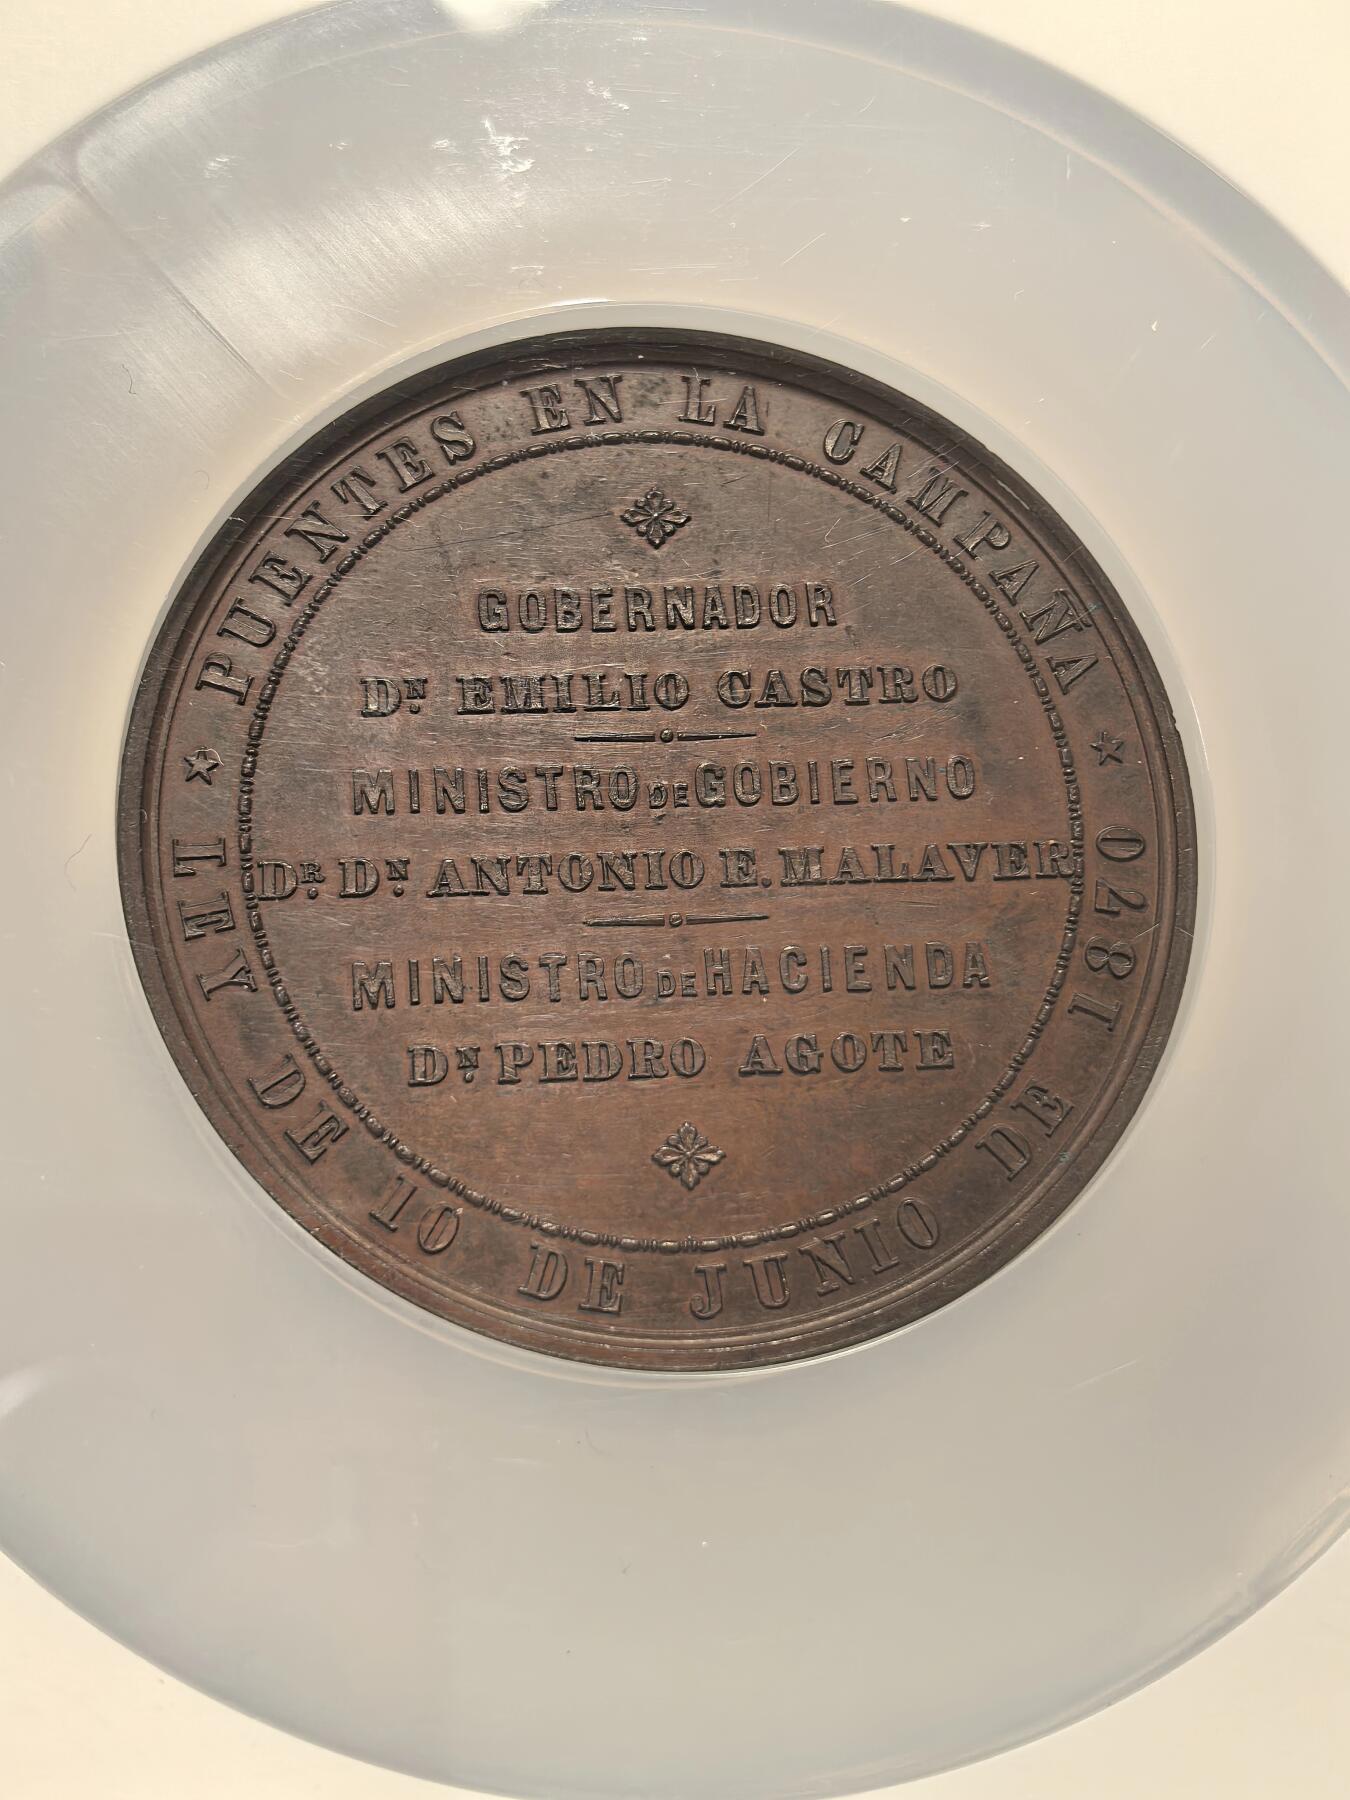 PUENTES EN LA CAMPAÑA
GOBERNADOR
Dᴺ. EMILIO CASTRO
MINISTRO DE GOBIERNO
Dᴿ. Dᴺ. ANTONIO E. MALAVER
MINISTRO DE HACIENDA
Dᴺ. PEDRO AGOTE
LEY DE 10 DE JUNIO DE 1870